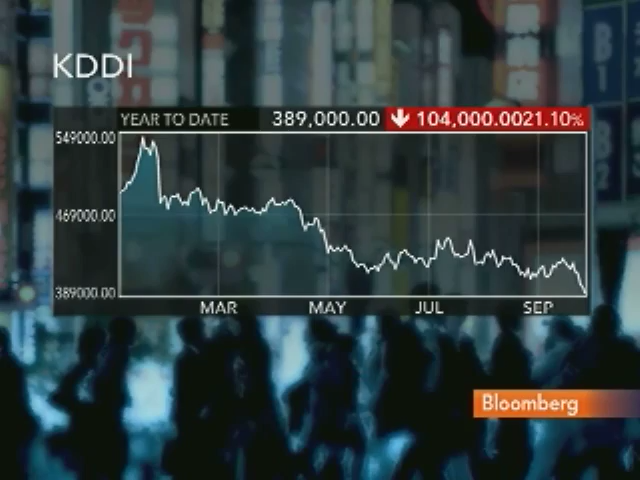 KDDI
YEAR TO DATE 389,000.00 104,000.0021.10%
549000.00
469000.00
389000.00
MAR MAY JUL SEP
Bloomberg